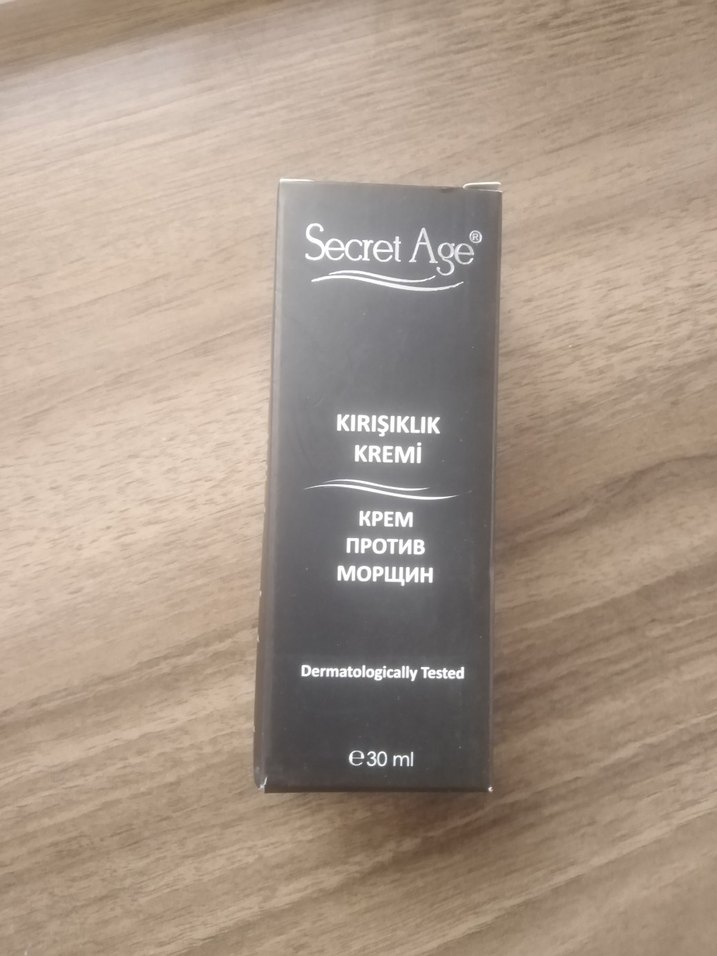 Secret Age®
KIRIŞIKLIK
KREMİ
КРЕМ
ПРОТИВ
МОРЩИН
Dermatologically Tested
℮30 ml